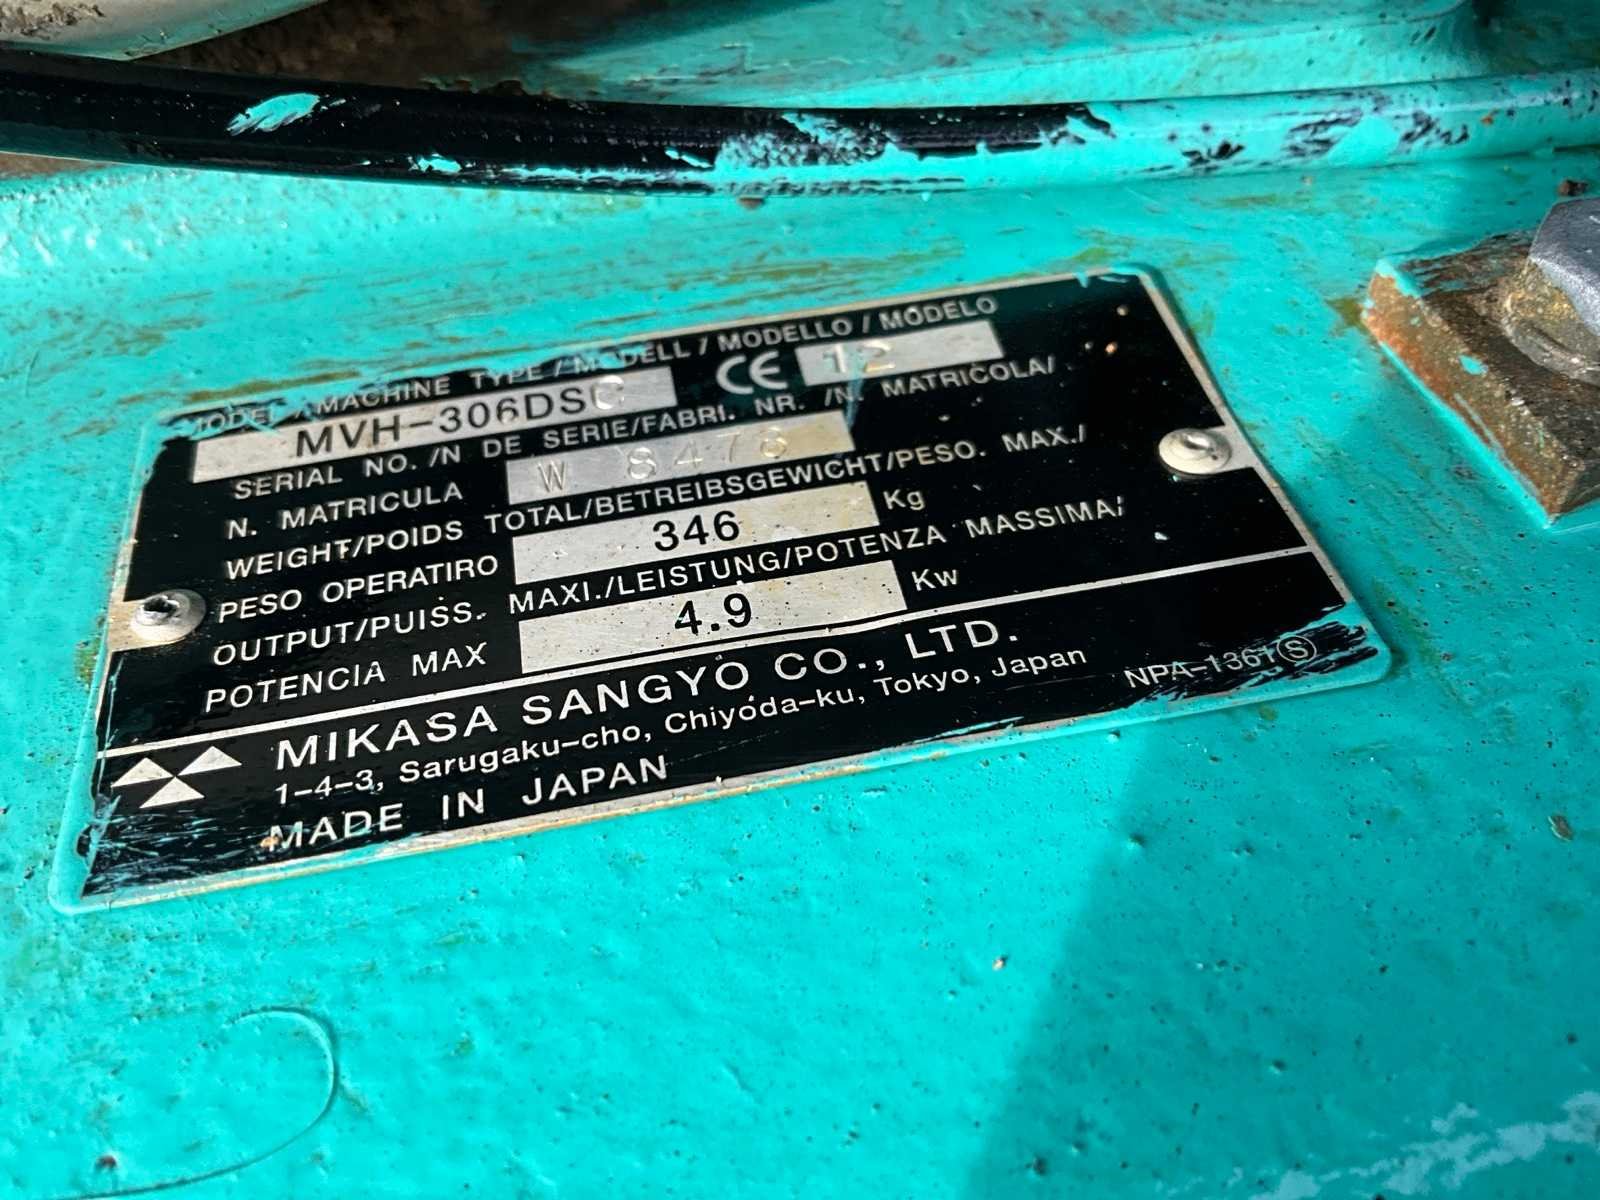 MODEL / MACHINE TYPE / MODELL / MODELLO / MODELO
MVH-306DSC CE 12
SERIAL NO. /N DE SERIE/FABRI. NR. /N. MATRICOLA/
N. MATRICULA W 8476
WEIGHT/POIDS TOTAL/BETREIBSGEWICHT/PESO. MAX./
PESO OPERATIRO 346 Kg
OUTPUT/PUISS. MAXI./LEISTUNG/POTENZA MASSIMA/
POTENCIA MAX 4.9 Kw
MIKASA SANGYO CO., LTD.
1-4-3, Sarugaku-cho, Chiyoda-ku, Tokyo, Japan
MADE IN JAPAN
NPA-1361 Ⓢ